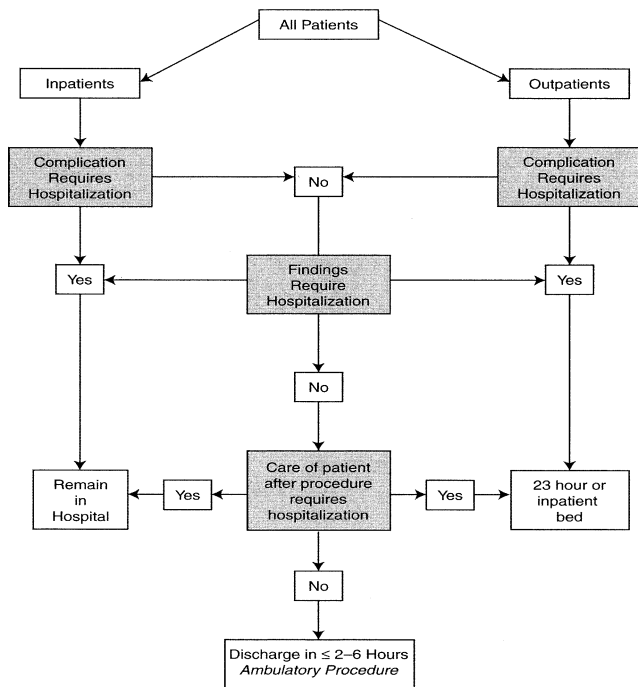 All Patients
Inpatients
Outpatients
Complication
Requires
Hospitalization
No
Complication
Requires
Hospitalization
Yes
Findings
Require
Hospitalization
Yes
No
Remain
in
Hospital
Yes
Care of patient
after procedure
requires
hospitalization
Yes
23 hour or
inpatient
bed
No
Discharge in ≤ 2–6 Hours
Ambulatory Procedure